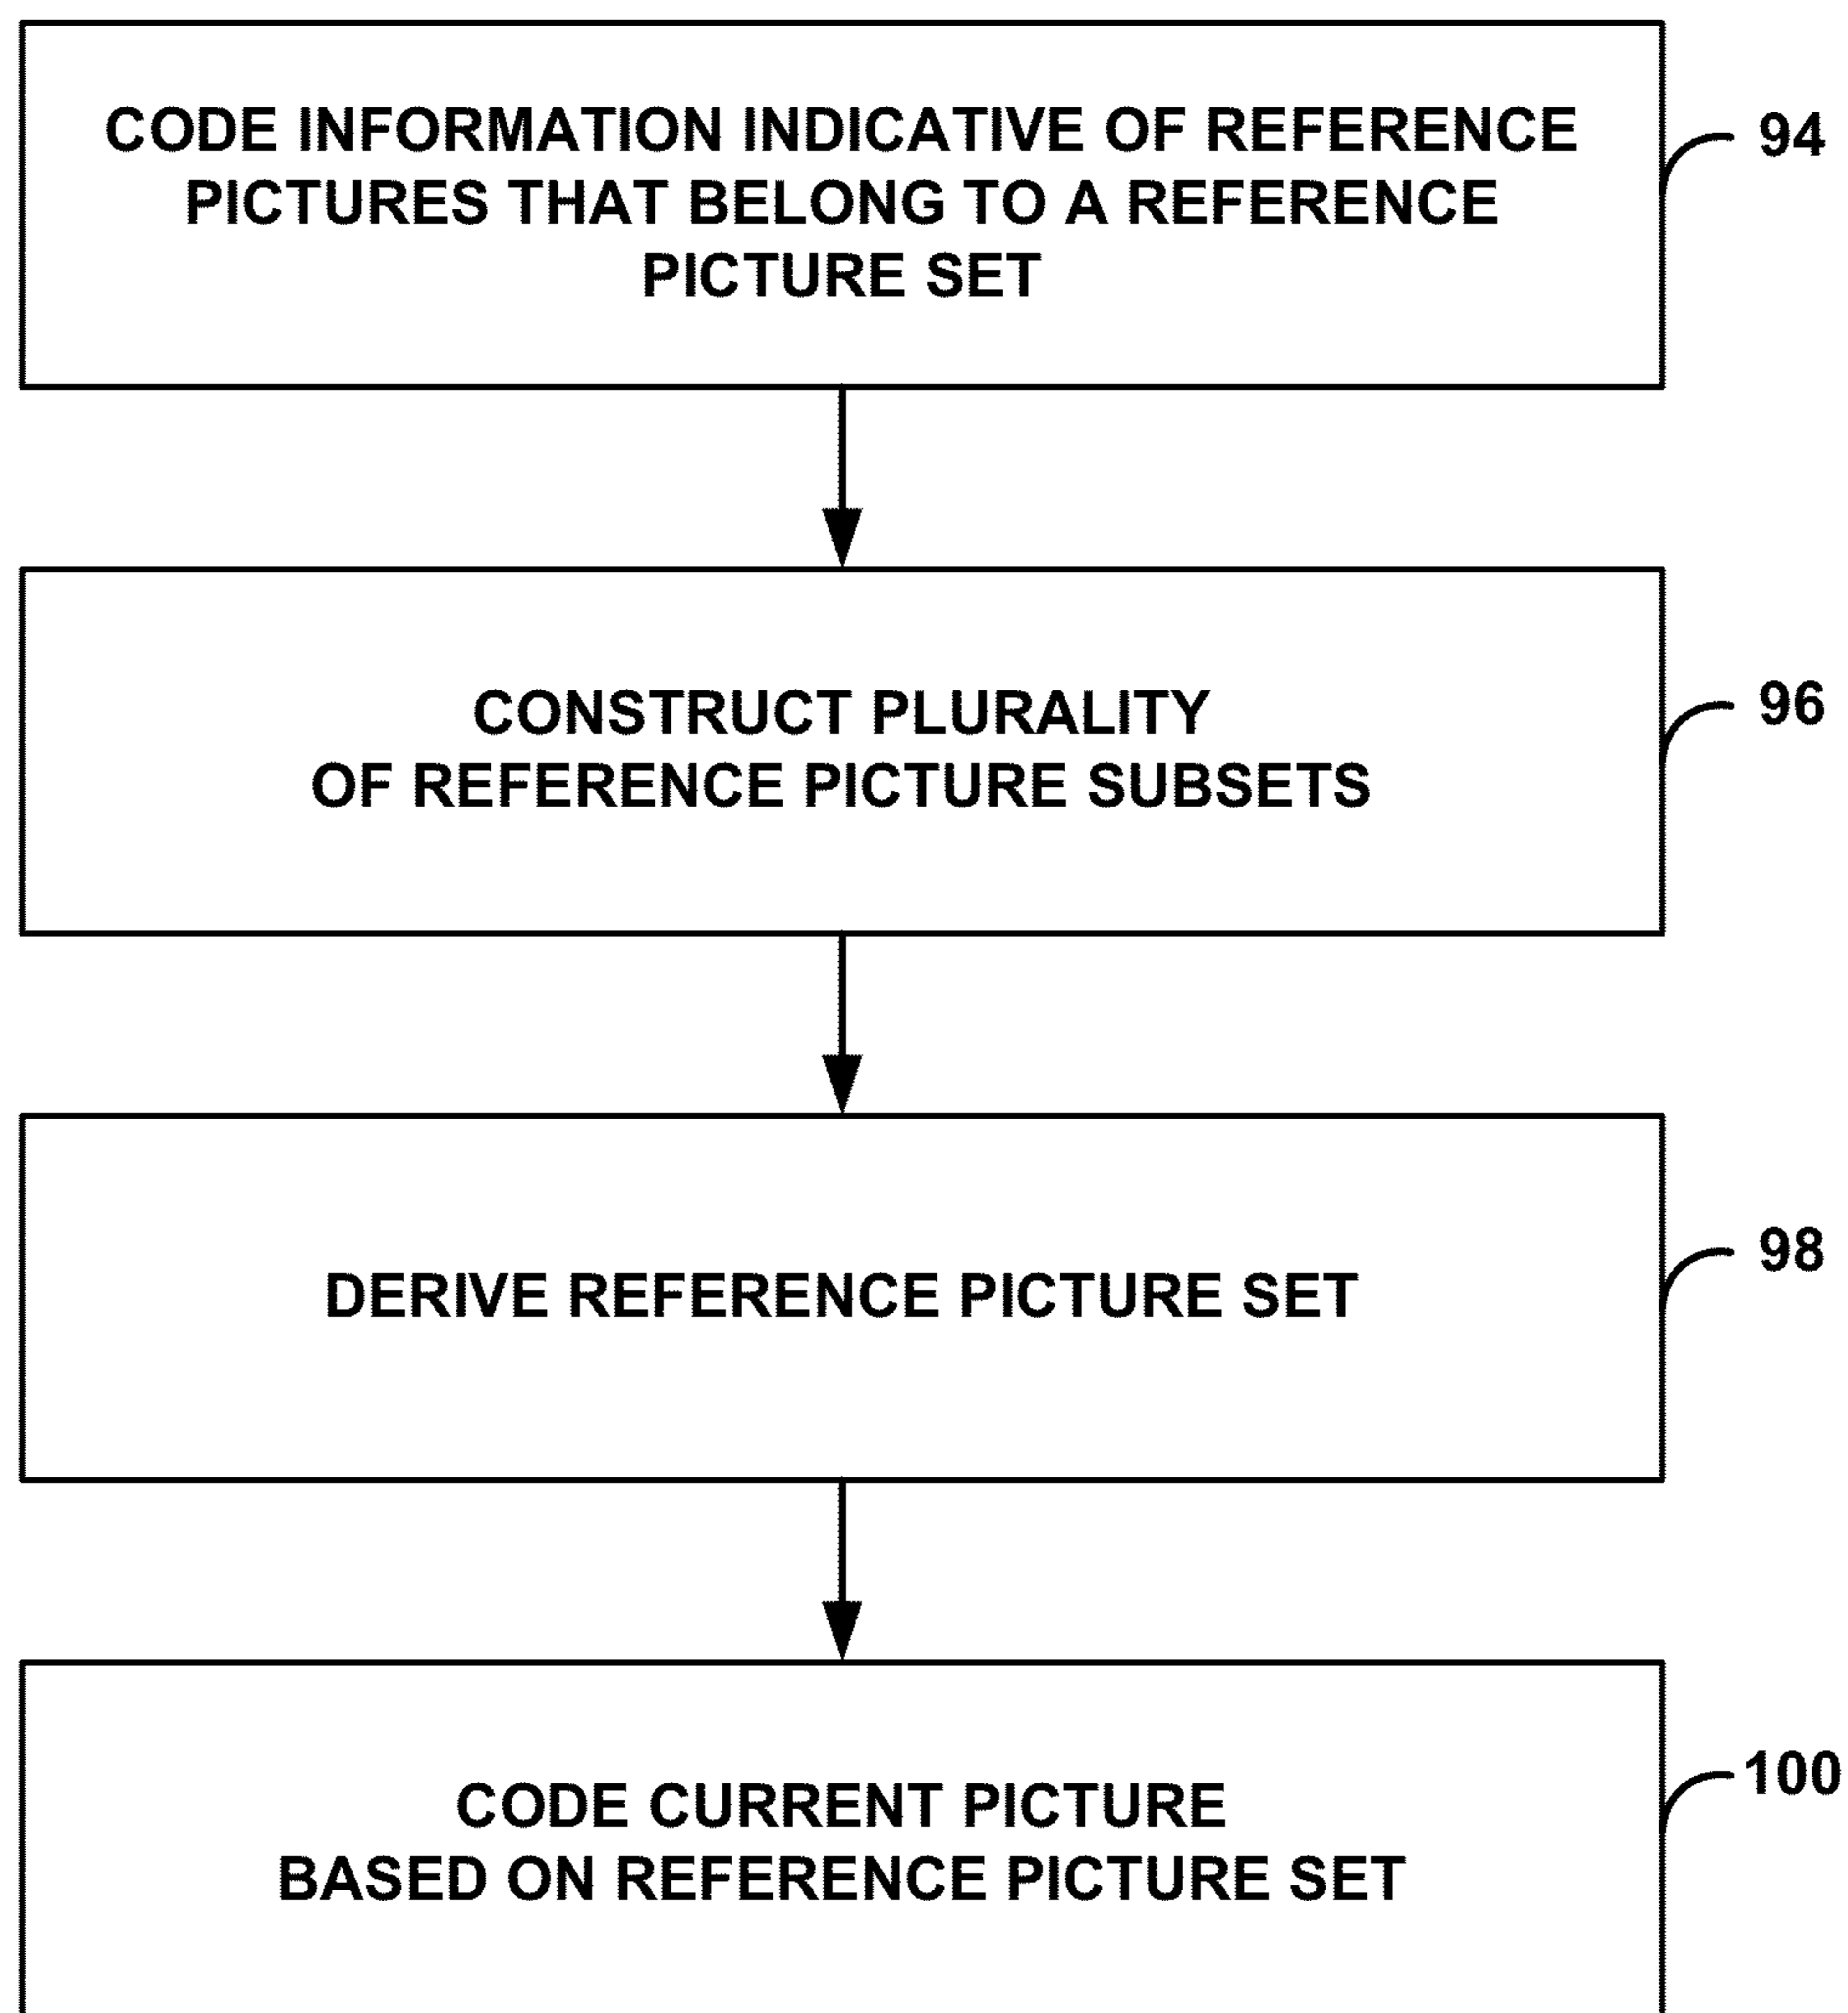 CODE INFORMATION INDICATIVE OF REFERENCE
PICTURES THAT BELONG TO A REFERENCE
PICTURE SET
94
CONSTRUCT PLURALITY
OF REFERENCE PICTURE SUBSETS
96
DERIVE REFERENCE PICTURE SET
98
CODE CURRENT PICTURE
BASED ON REFERENCE PICTURE SET
100